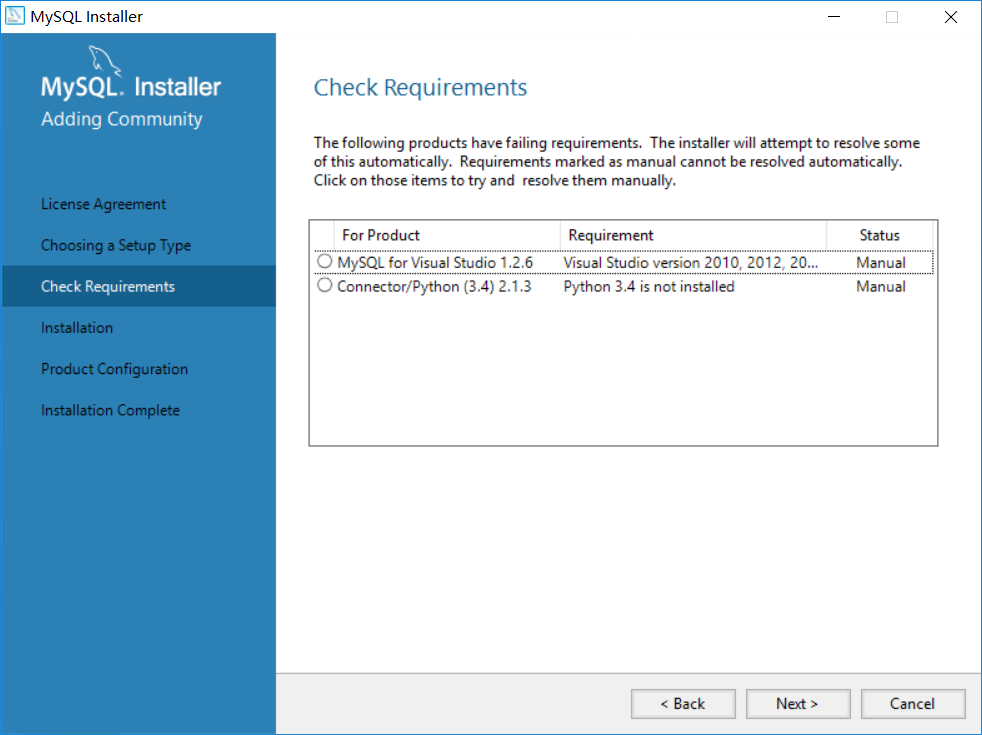 MySQL Installer
MySQL. Installer
Adding Community
License Agreement
Choosing a Setup Type
Check Requirements
Installation
Product Configuration
Installation Complete
Check Requirements
The following products have failing requirements.  The installer will attempt to resolve some
of this automatically.  Requirements marked as manual cannot be resolved automatically.
Click on those items to try and  resolve them manually.
For Product Requirement Status
MySQL for Visual Studio 1.2.6 Visual Studio version 2010, 2012, 20... Manual
Connector/Python (3.4) 2.1.3 Python 3.4 is not installed Manual
< Back Next > Cancel